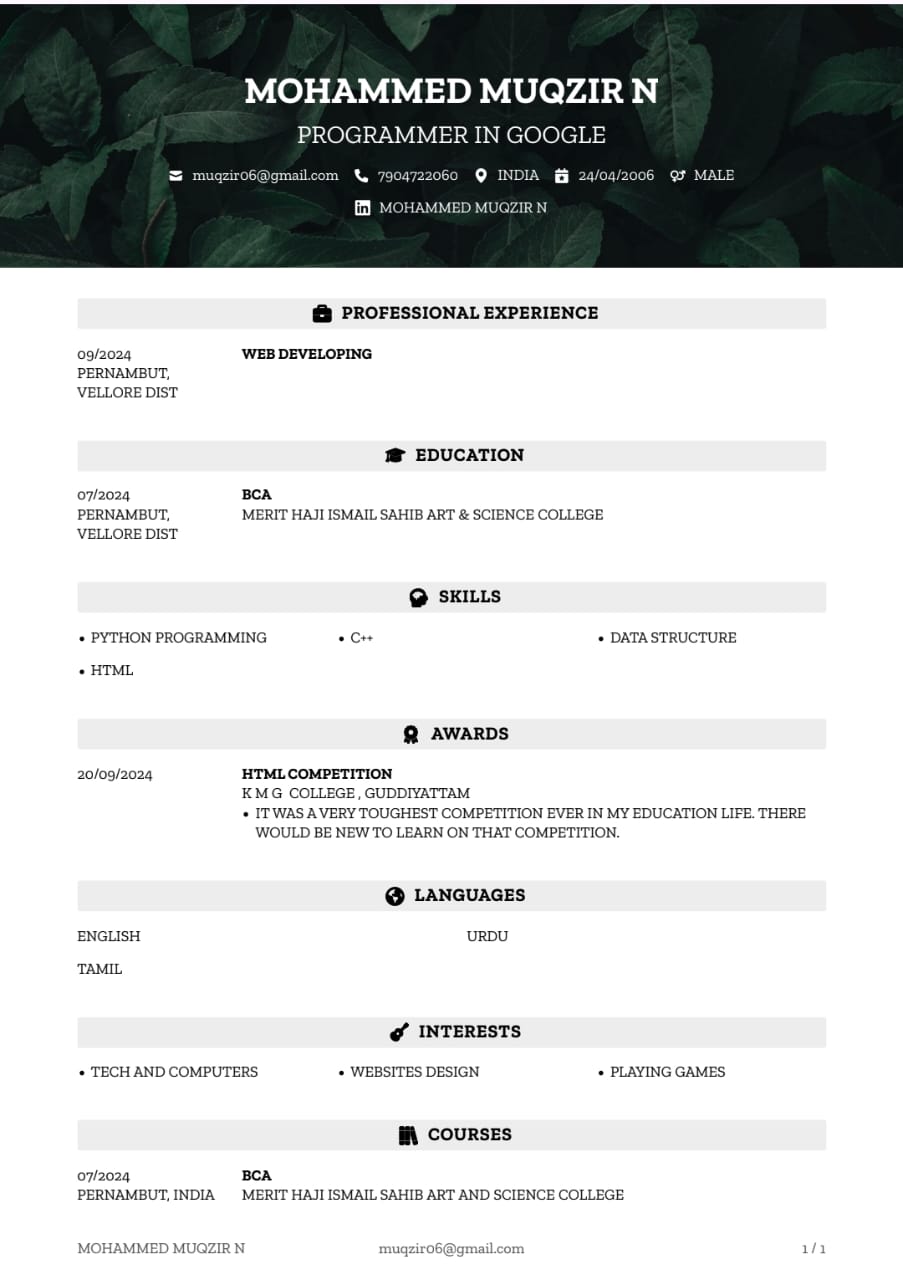 MOHAMMED MUQZIR N
PROGRAMMER IN GOOGLE
muqzir06@gmail.com 7904722060 INDIA 24/04/2006 MALE
MOHAMMED MUQZIR N
PROFESSIONAL EXPERIENCE
09/2024 WEB DEVELOPING
PERNAMBUT,
VELLORE DIST
EDUCATION
07/2024 BCA
PERNAMBUT, MERIT HAJI ISMAIL SAHIB ART & SCIENCE COLLEGE
VELLORE DIST
SKILLS
• PYTHON PROGRAMMING • C++ • DATA STRUCTURE
• HTML
AWARDS
20/09/2024 HTML COMPETITION
K M G COLLEGE , GUDDIYATTAM
• IT WAS A VERY TOUGHEST COMPETITION EVER IN MY EDUCATION LIFE. THERE
WOULD BE NEW TO LEARN ON THAT COMPETITION.
LANGUAGES
ENGLISH URDU
TAMIL
INTERESTS
• TECH AND COMPUTERS • WEBSITES DESIGN • PLAYING GAMES
COURSES
07/2024 BCA
PERNAMBUT, INDIA MERIT HAJI ISMAIL SAHIB ART AND SCIENCE COLLEGE
MOHAMMED MUQZIR N muqzir06@gmail.com 1 / 1